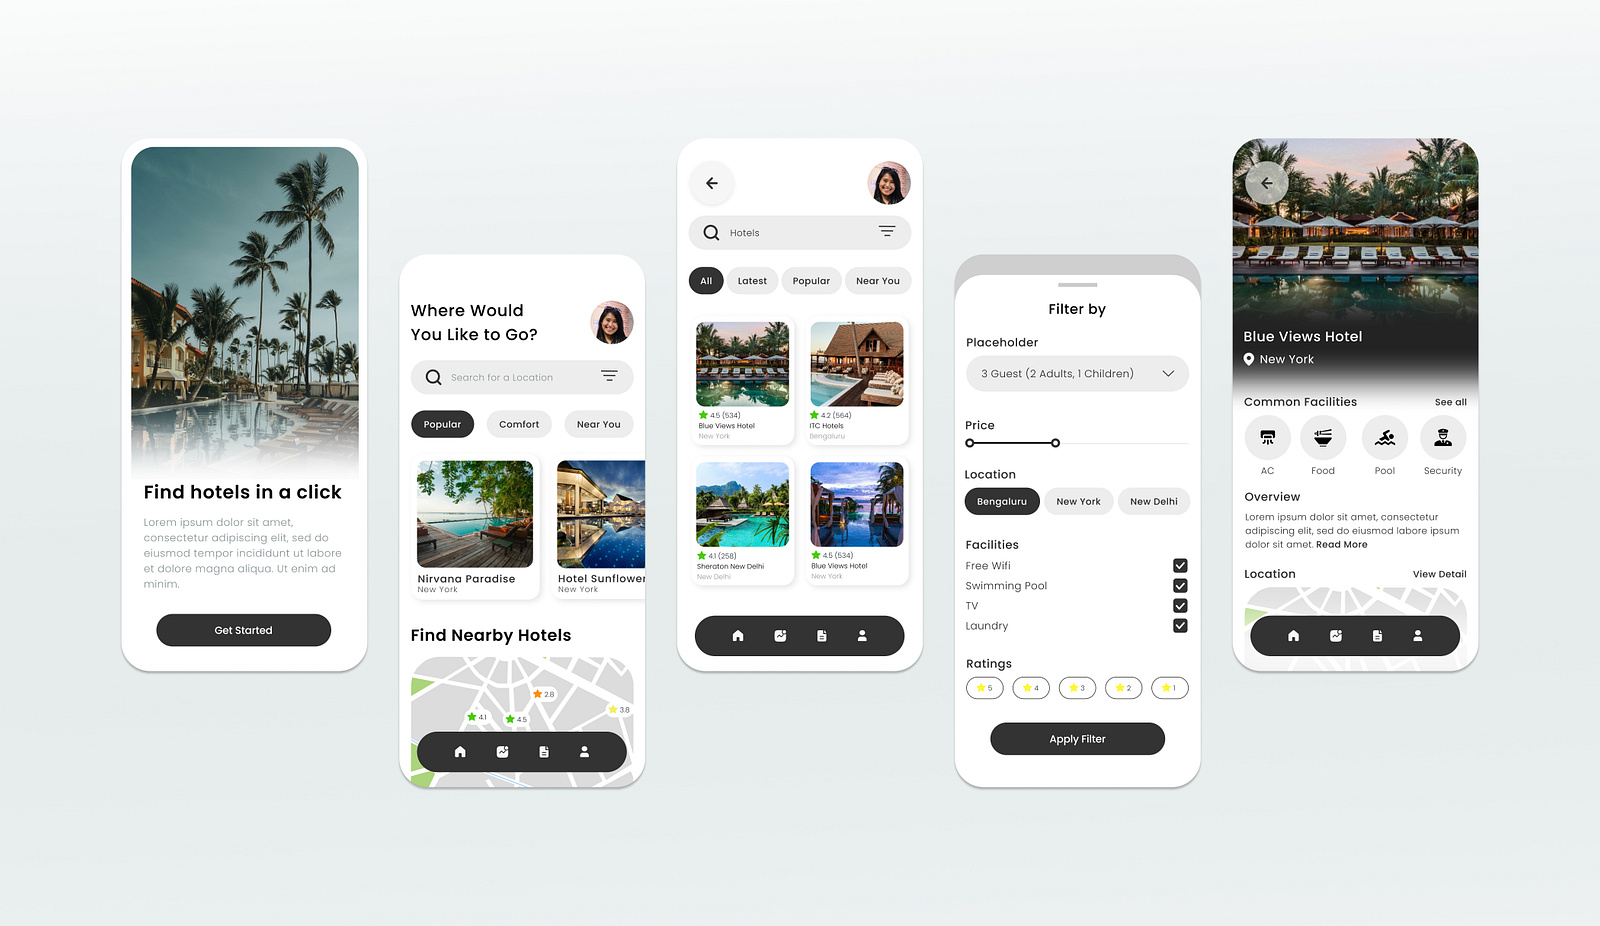 Find hotels in a click
Lorem ipsum dolor sit amet,
consectetur adipiscing elit, sed do
eiusmod tempor incididunt ut labore
et dolore magna aliqua. Ut enim ad
minim.
Get Started
Where Would
You Like to Go?
Search for a Location
Popular
Comfort
Near You
Nirvana Paradise
New York
Hotel Sunflower
New York
Find Nearby Hotels
2.8
3.8
4.1
4.5
Hotels
All
Latest
Popular
Near You
4.5 (534)
Blue Views Hotel
New York
4.2 (564)
ITC Hotels
Bengaluru
4.1 (258)
Sheraton New Delhi
New Delhi
4.5 (534)
Blue Views Hotel
New York
Filter by
Placeholder
3 Guest (2 Adults, 1 Children)
Price
Location
Bengaluru
New York
New Delhi
Facilities
Free Wifi
Swimming Pool
TV
Laundry
Ratings
5
4
3
2
1
Apply Filter
Blue Views Hotel
New York
Common Facilities
See all
AC
Food
Pool
Security
Overview
Lorem ipsum dolor sit amet, consectetur
adipiscing elit, sed do eiusmod labore ipsum
dolor sit amet. Read More
Location
View Detail